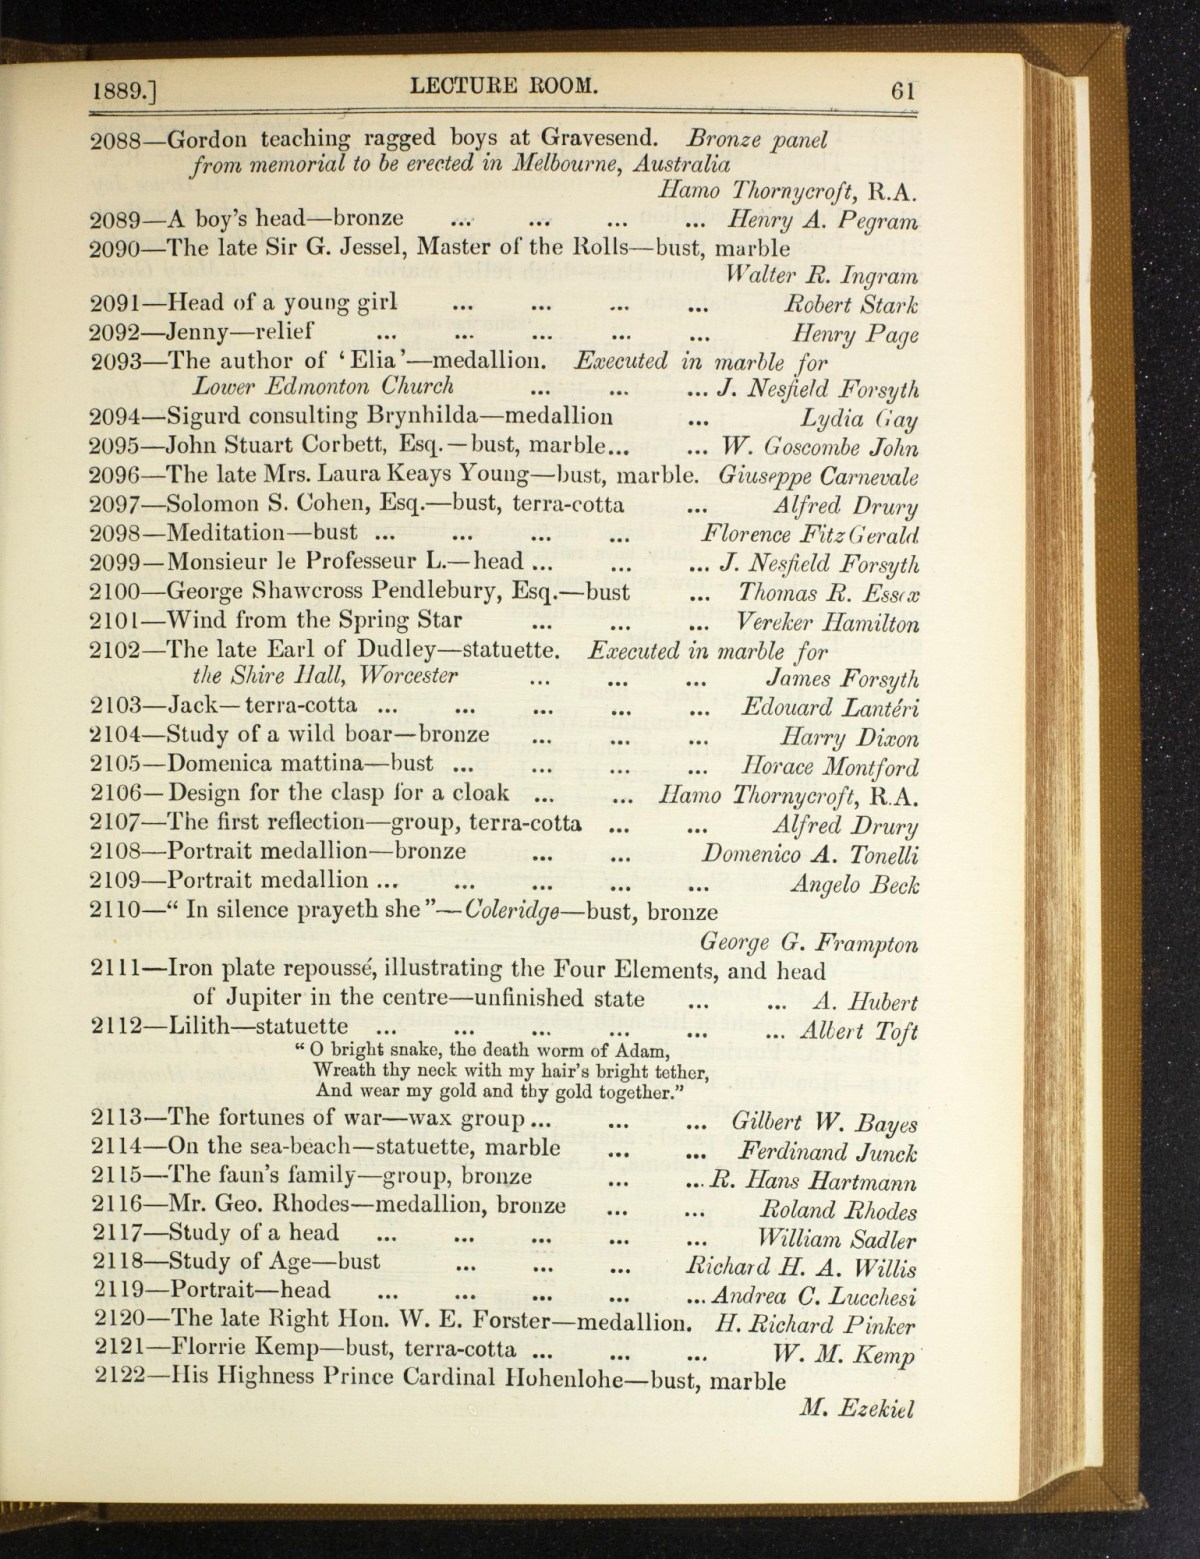 1889.] LECTURE ROOM. 61
2088—Gordon teaching ragged boys at Gravesend. Bronze panel
from memorial to be erected in Melbourne, Australia
Hamo Thornycroft, R.A.
2089—A boy's head—bronze ... ... ... ... Henry A. Pegram
2090—The late Sir G. Jessel, Master of the Rolls—bust, marble
Walter R. Ingram
2091—Head of a young girl ... ... ... ... Robert Stark
2092—Jenny—relief ... ... ... ... ... Henry Page
2093—The author of ‘Elia’—medallion. Executed in marble for
Lower Edmonton Church ... ... ... J. Nesfield Forsyth
2094—Sigurd consulting Brynhilda—medallion ... Lydia Gay
2095—John Stuart Corbett, Esq.—bust, marble... ... W. Goscombe John
2096—The late Mrs. Laura Keays Young—bust, marble. Giuseppe Carnevale
2097—Solomon S. Cohen, Esq.—bust, terra-cotta ... Alfred Drury
2098—Meditation—bust ... ... ... ... Florence FitzGerald
2099—Monsieur le Professeur L.—head ... ... ... J. Nesfield Forsyth
2100—George Shawcross Pendlebury, Esq.—bust ... Thomas R. Essex
2101—Wind from the Spring Star ... ... ... Vereker Hamilton
2102—The late Earl of Dudley—statuette. Executed in marble for
the Shire Hall, Worcester ... ... ... James Forsyth
2103—Jack—terra-cotta ... ... ... ... ... Edouard Lantéri
2104—Study of a wild boar—bronze ... ... ... Harry Dixon
2105—Domenica mattina—bust ... ... ... ... Horace Montford
2106—Design for the clasp for a cloak ... ... Hamo Thornycroft, R.A.
2107—The first reflection—group, terra-cotta ... ... Alfred Drury
2108—Portrait medallion—bronze ... ... Domenico A. Tonelli
2109—Portrait medallion ... ... ... ... ... Angelo Beck
2110—“ In silence prayeth she ”—Coleridge—bust, bronze
George G. Frampton
2111—Iron plate repoussé, illustrating the Four Elements, and head
of Jupiter in the centre—unfinished state ... ... A. Hubert
2112—Lilith—statuette ... ... ... ... ... ... Albert Toft
“ O bright snake, the death worm of Adam,
Wreath thy neck with my hair's bright tether,
And wear my gold and thy gold together.”
2113—The fortunes of war—wax group ... ... ... Gilbert W. Bayes
2114—On the sea-beach—statuette, marble ... ... Ferdinand Junck
2115—The faun's family—group, bronze ... ... R. Hans Hartmann
2116—Mr. Geo. Rhodes—medallion, bronze ... ... Roland Rhodes
2117—Study of a head ... ... ... ... ... William Sadler
2118—Study of Age—bust ... ... ... Richard H. A. Willis
2119—Portrait—head ... ... ... ... ... Andrea C. Lucchesi
2120—The late Right Hon. W. E. Forster—medallion. H. Richard Pinker
2121—Florrie Kemp—bust, terra-cotta ... ... ... W. M. Kemp
2122—His Highness Prince Cardinal Hohenlohe—bust, marble
M. Ezekiel